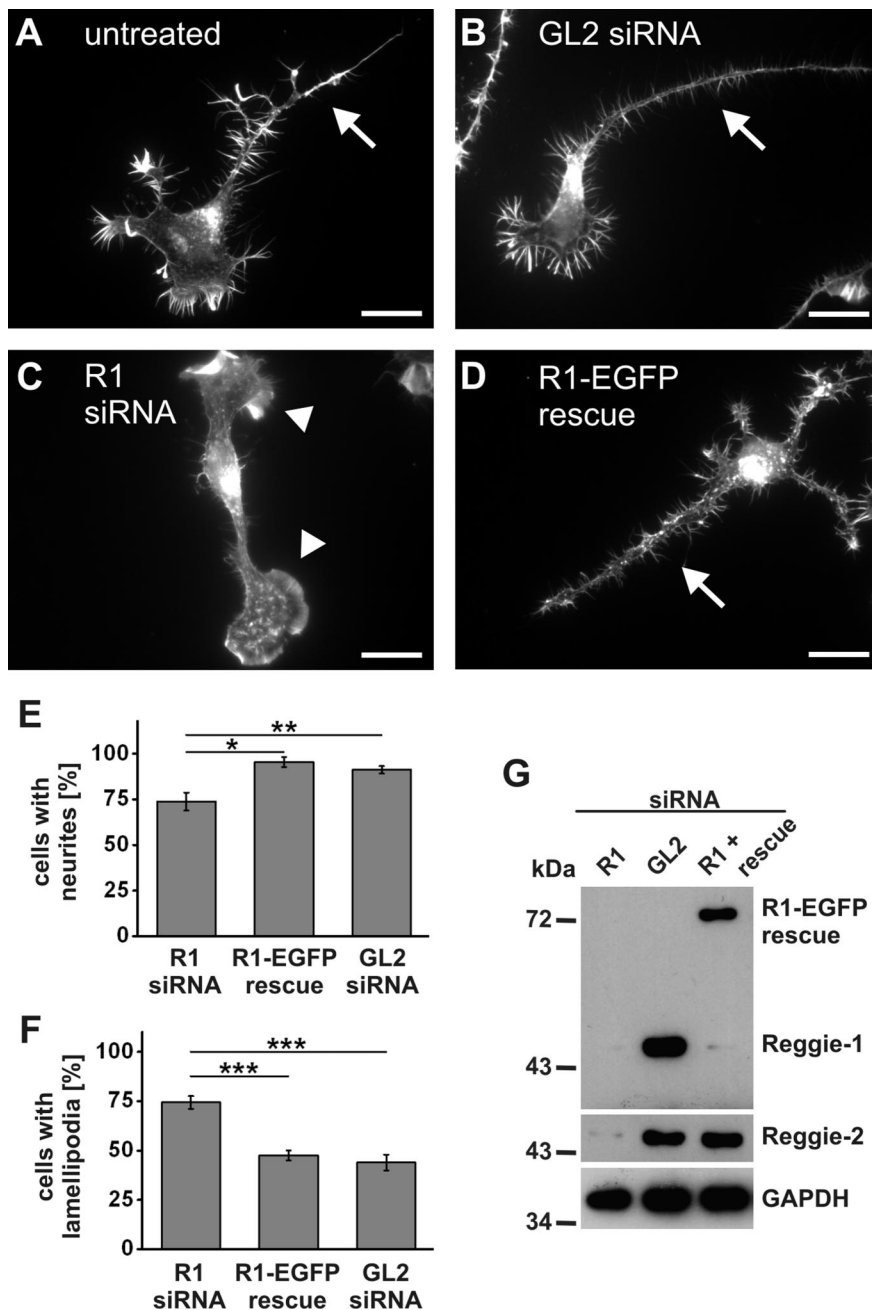 A untreated
B GL2 siRNA
C R1
siRNA
D R1-EGFP
rescue
E
cells with
neurites [%]
100
75
50
25
0
*
**
R1
siRNA
R1-EGFP
rescue
GL2
siRNA
F
cells with
lamellipodia [%]
100
75
50
25
0
***
***
R1
siRNA
R1-EGFP
rescue
GL2
siRNA
G
siRNA
kDa
R1
GL2
R1 +
rescue
72
R1-EGFP
rescue
43
Reggie-1
43
Reggie-2
34
GAPDH